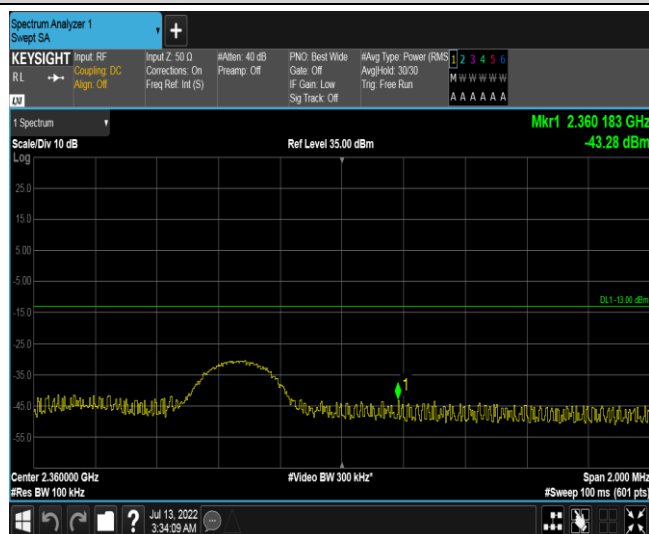 Spectrum Analyzer 1
Swept SA
+
KEYSIGHT Input: RF Input Z: 50 Ω #Atten: 40 dB PNO: Best Wide #Avg Type: Power (RMS 1 2 3 4 5 6
RL Coupling: DC Corrections: On Preamp: Off Gate: Off Avg|Hold: 30/30 M W W W W W
Align: Off Freq Ref: Int (S) IF Gain: Low Trig: Free Run
LXI Sig Track: Off A A A A A A
1 Spectrum Mkr1 2.360 183 GHz
Scale/Div 10 dB Ref Level 35.00 dBm -43.28 dBm
Log
25.0
15.0
5.00
-5.00
DL1 -13.00 dBm
-15.0
-25.0
-35.0
1
-45.0
-55.0
Center 2.360000 GHz #Video BW 300 kHz* Span 2.000 MHz
#Res BW 100 kHz #Sweep 100 ms (601 pts)
? Jul 13, 2022
3:34:09 AM